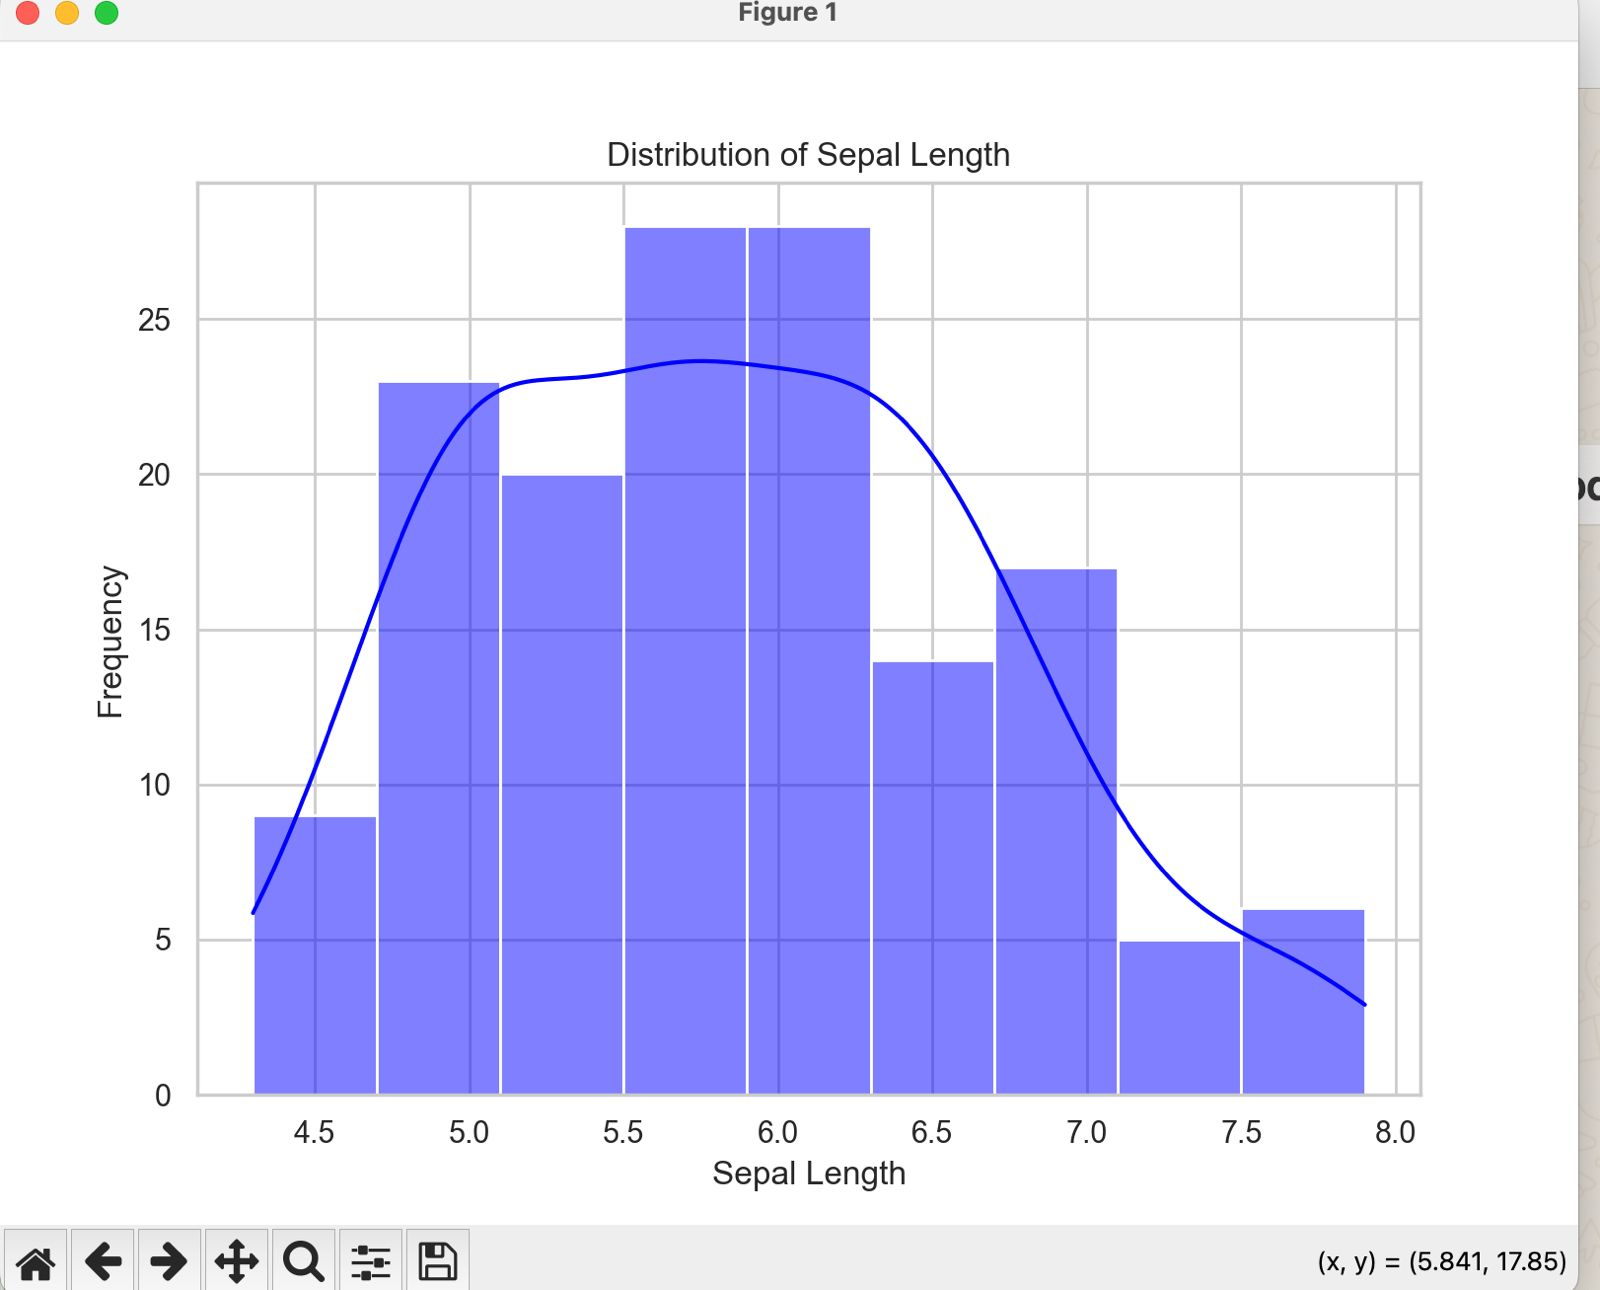 Figure 1
Distribution of Sepal Length
25
20
15
10
5
0
Frequency
4.5 5.0 5.5 6.0 6.5 7.0 7.5 8.0
Sepal Length
(x, y) = (5.841, 17.85)